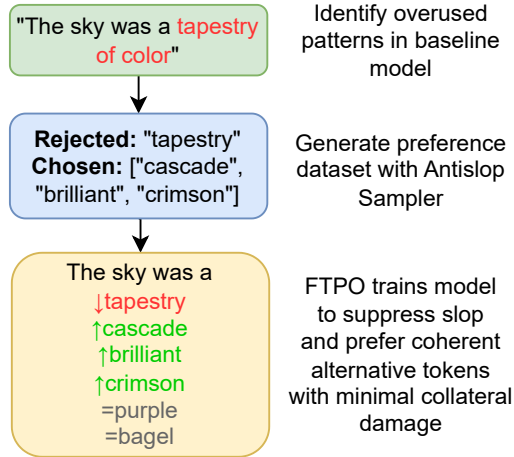 "The sky was a tapestry
of color"
Identify overused
patterns in baseline
model
Rejected: "tapestry"
Chosen: ["cascade",
"brilliant", "crimson"]
Generate preference
dataset with Antislop
Sampler
The sky was a
↓tapestry
↑cascade
↑brilliant
↑crimson
=purple
=bagel
FTPO trains model
to suppress slop
and prefer coherent
alternative tokens
with minimal collateral
damage